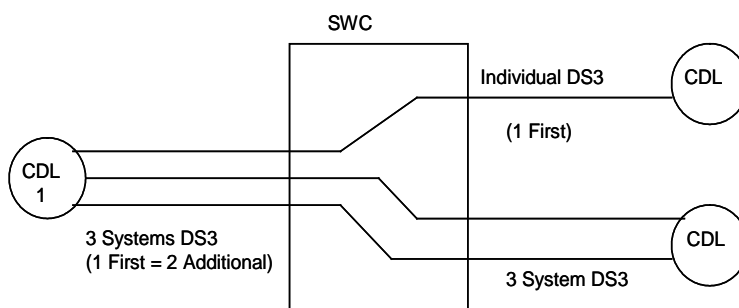 SWC
Individual DS3
CDL
(1 First)
CDL
1
3 Systems DS3
(1 First = 2 Additional)
CDL
3 System DS3